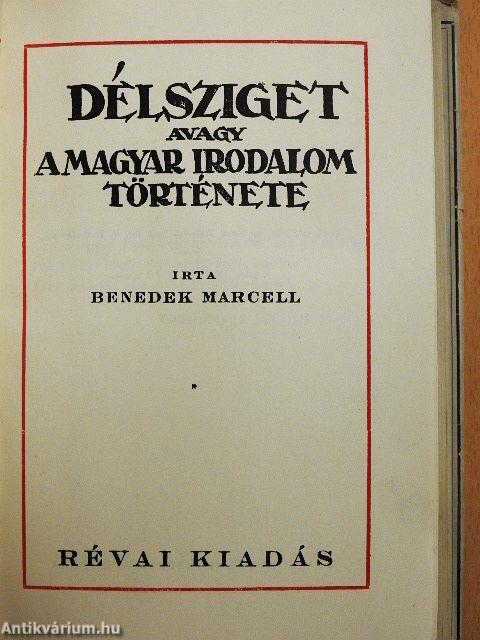 DÉLSZIGET
AVAGY
A MAGYAR IRODALOM
TÖRTÉNETE
IRTA
BENEDEK MARCELL
*
RÉVAI KIADÁS
Antikvárium.hu